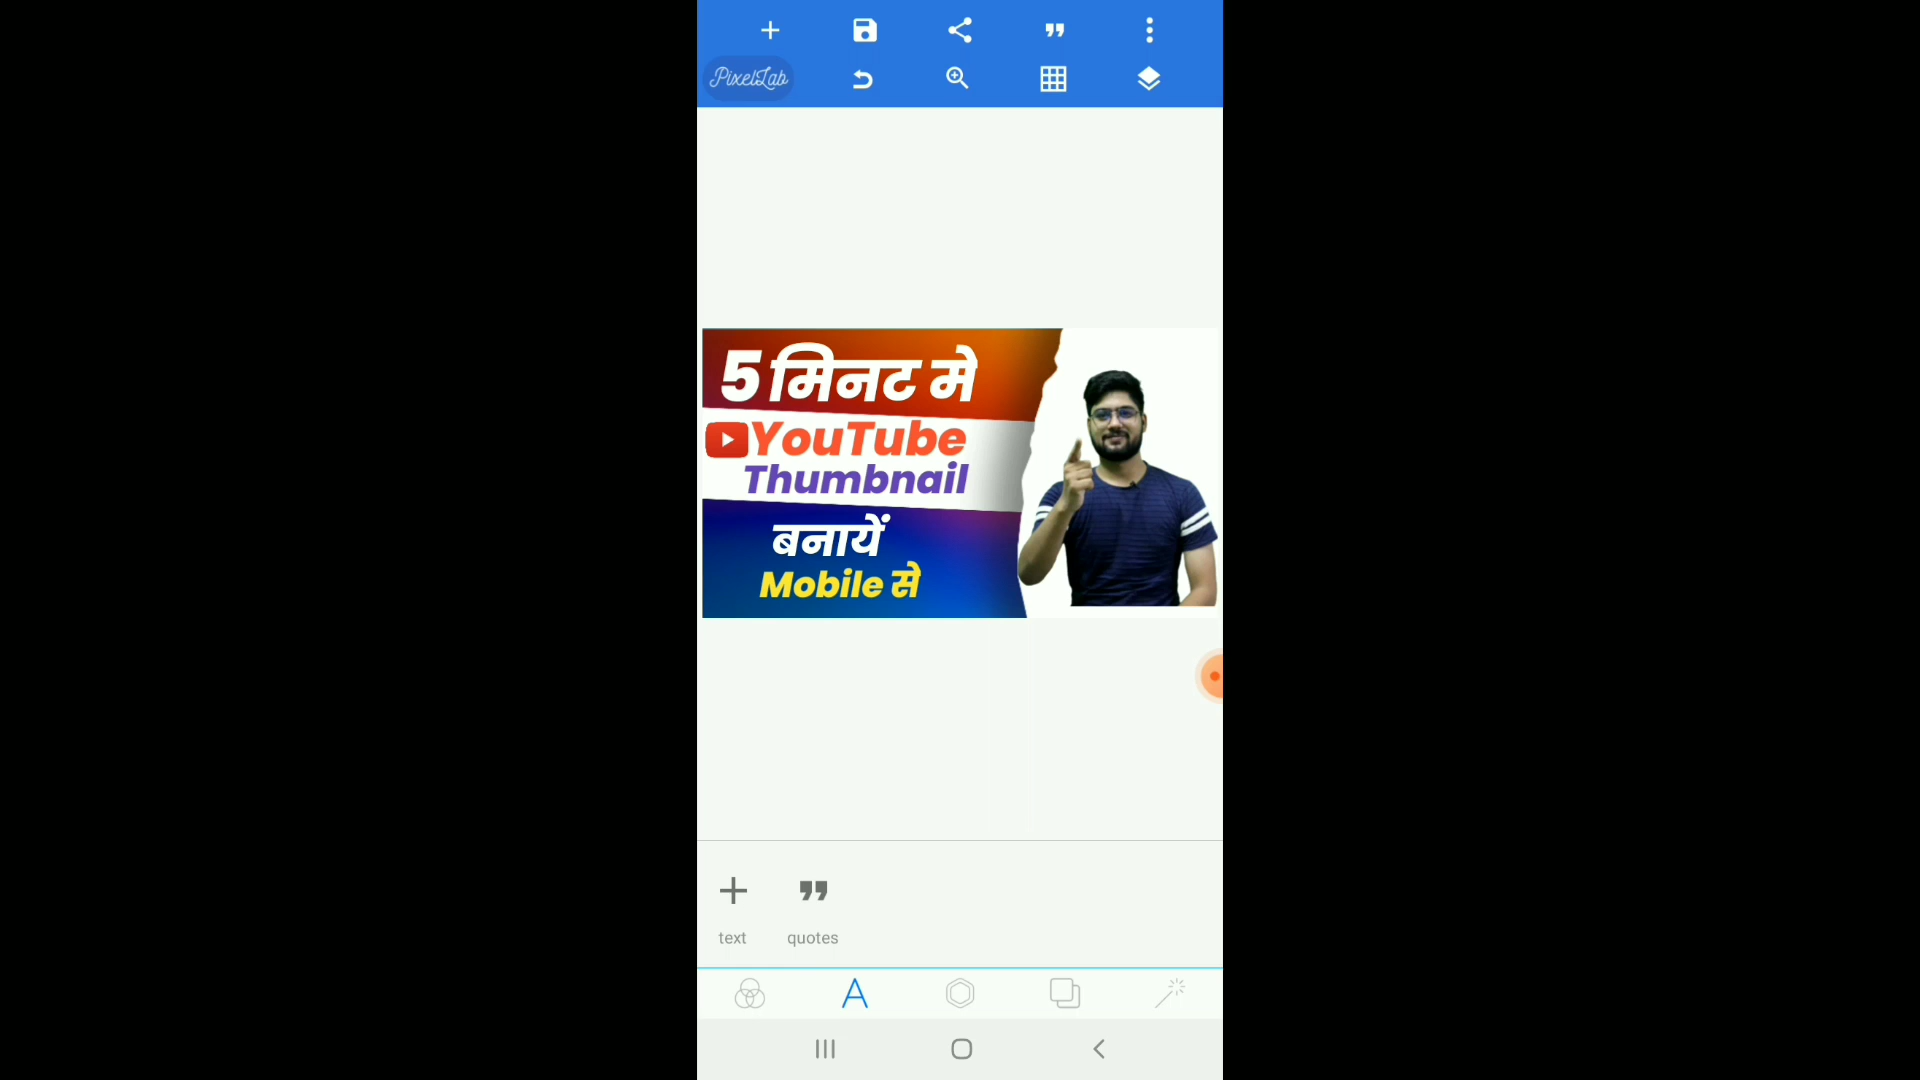 PixelLab
5 मिनट मे
YouTube
Thumbnail
बनायें
Mobile से
text
quotes